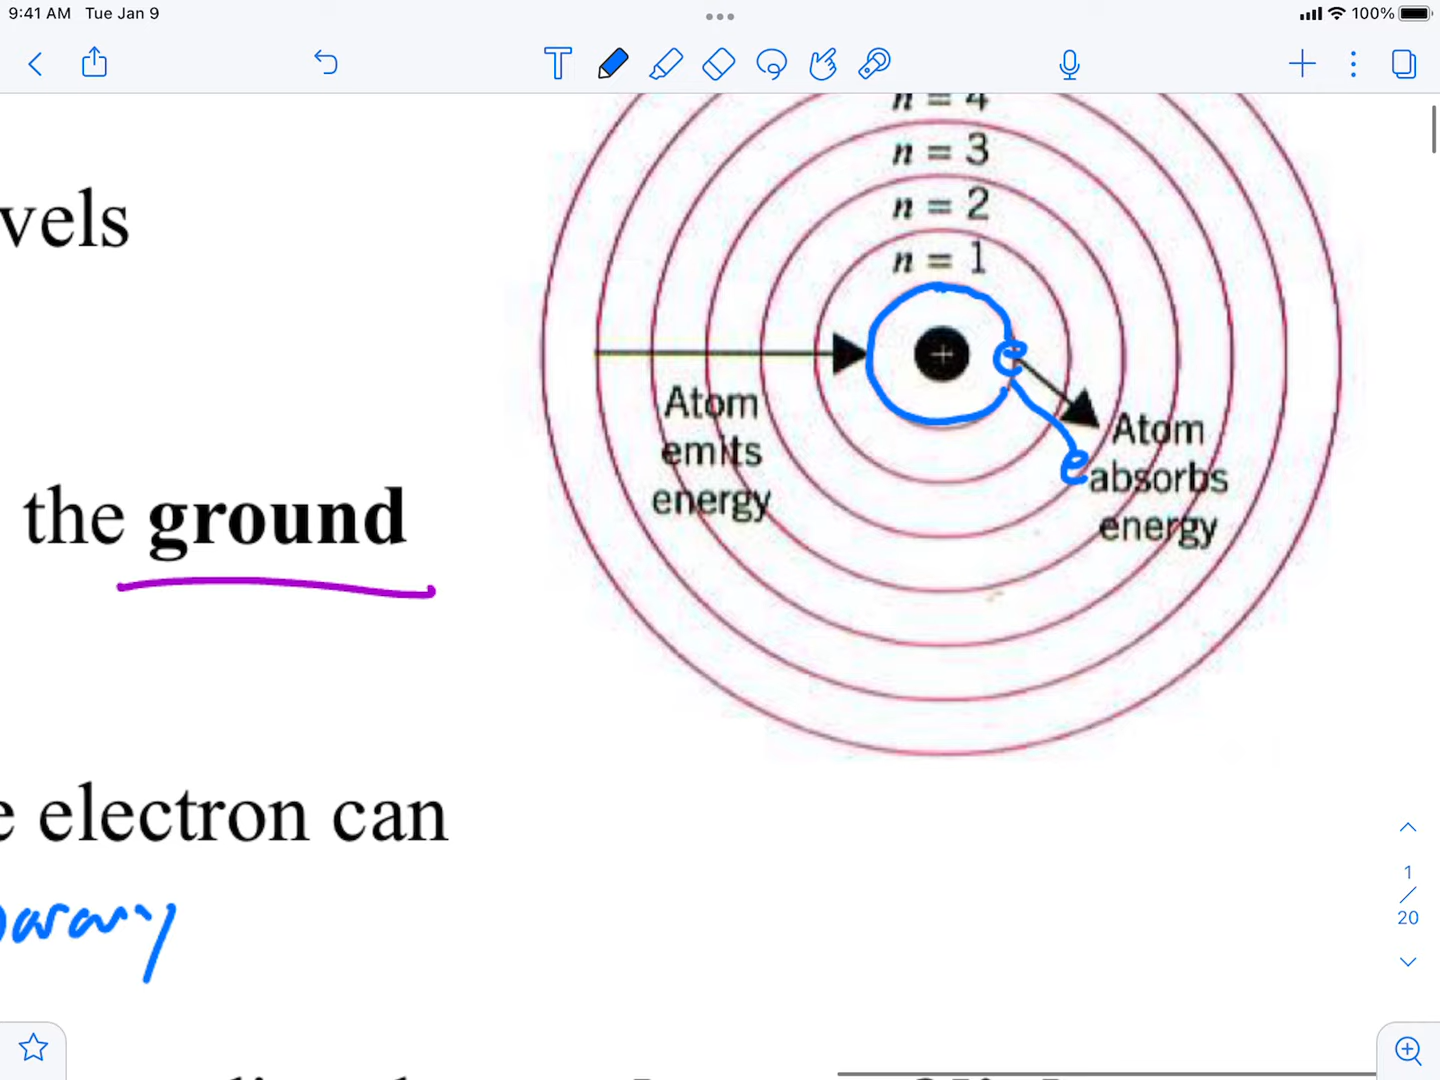 9:41 AM Tue Jan 9
100%
n = 4
n = 3
n = 2
n = 1
vels
+
Atom
emits
energy
Atom
absorbs
energy
the ground
e electron can
1
/
20